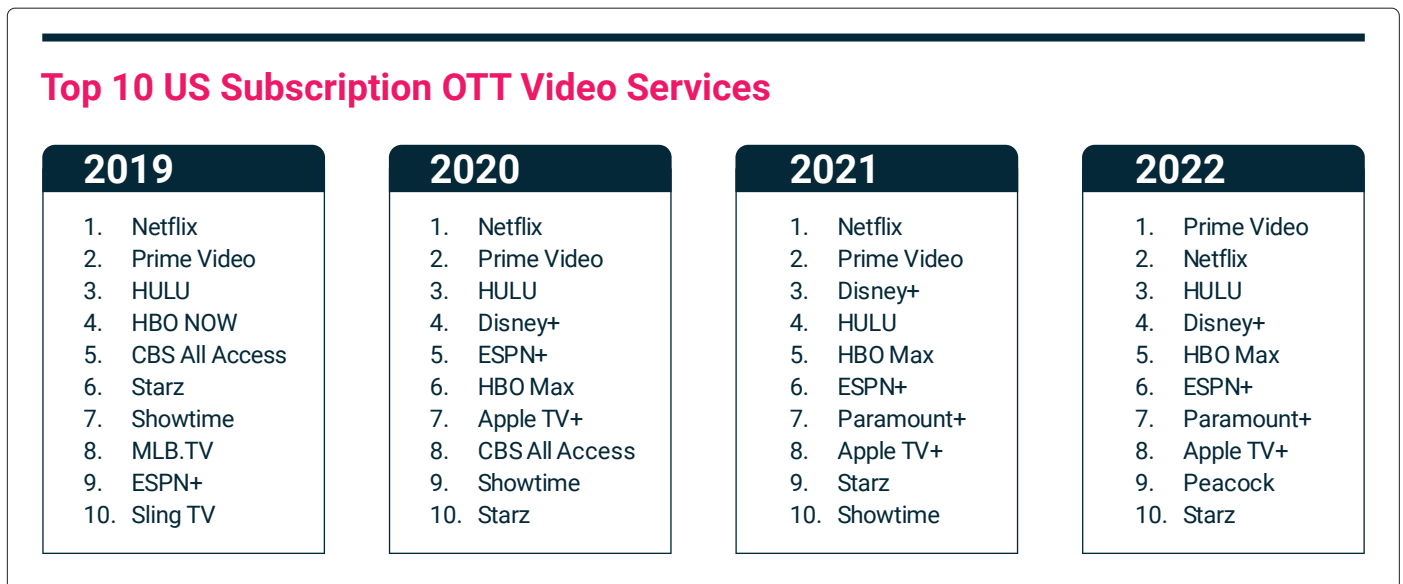 Top 10 US Subscription OTT Video Services
2019
1. Netflix
2. Prime Video
3. HULU
4. HBO NOW
5. CBS All Access
6. Starz
7. Showtime
8. MLB.TV
9. ESPN+
10. Sling TV
2020
1. Netflix
2. Prime Video
3. HULU
4. Disney+
5. ESPN+
6. HBO Max
7. Apple TV+
8. CBS All Access
9. Showtime
10. Starz
2021
1. Netflix
2. Prime Video
3. Disney+
4. HULU
5. HBO Max
6. ESPN+
7. Paramount+
8. Apple TV+
9. Starz
10. Showtime
2022
1. Prime Video
2. Netflix
3. HULU
4. Disney+
5. HBO Max
6. ESPN+
7. Paramount+
8. Apple TV+
9. Peacock
10. Starz